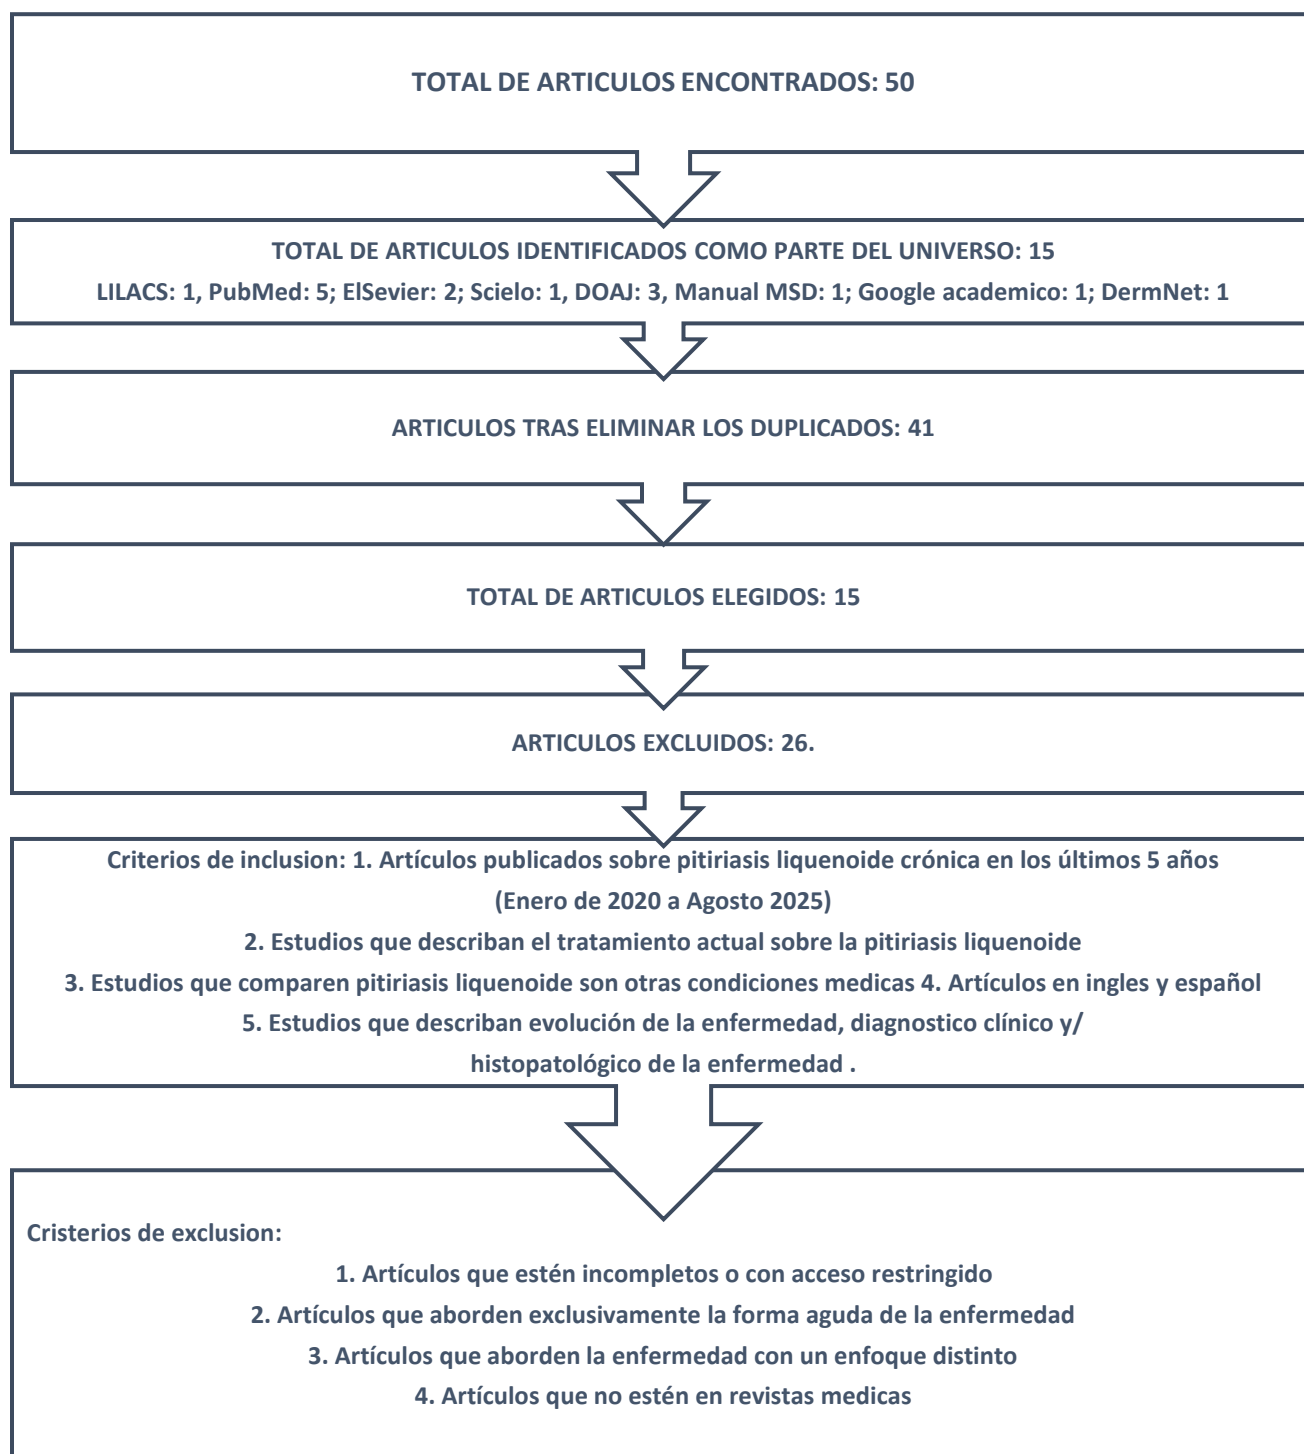 TOTAL DE ARTICULOS ENCONTRADOS: 50
TOTAL DE ARTICULOS IDENTIFICADOS COMO PARTE DEL UNIVERSO: 15
LILACS: 1, PubMed: 5; ElSevier: 2; Scielo: 1, DOAJ: 3, Manual MSD: 1; Google academico: 1; DermNet: 1
ARTICULOS TRAS ELIMINAR LOS DUPLICADOS: 41
TOTAL DE ARTICULOS ELEGIDOS: 15
ARTICULOS EXCLUIDOS: 26.
Criterios de inclusion: 1. Artículos publicados sobre pitiriasis liquenoide crónica en los últimos 5 años
(Enero de 2020 a Agosto 2025)
2. Estudios que describan el tratamiento actual sobre la pitiriasis liquenoide
3. Estudios que comparen pitiriasis liquenoide son otras condiciones medicas 4. Artículos en ingles y español
5. Estudios que describan evolución de la enfermedad, diagnostico clínico y/
histopatológico de la enfermedad .
Cristerios de exclusion:
1. Artículos que estén incompletos o con acceso restringido
2. Artículos que aborden exclusivamente la forma aguda de la enfermedad
3. Artículos que aborden la enfermedad con un enfoque distinto
4. Artículos que no estén en revistas medicas